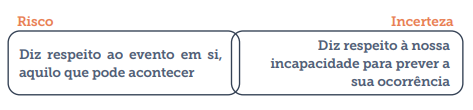 Risco
Incerteza
Diz respeito ao evento em si,
aquilo que pode acontecer
Diz respeito à nossa
incapacidade para prever a
sua ocorrência